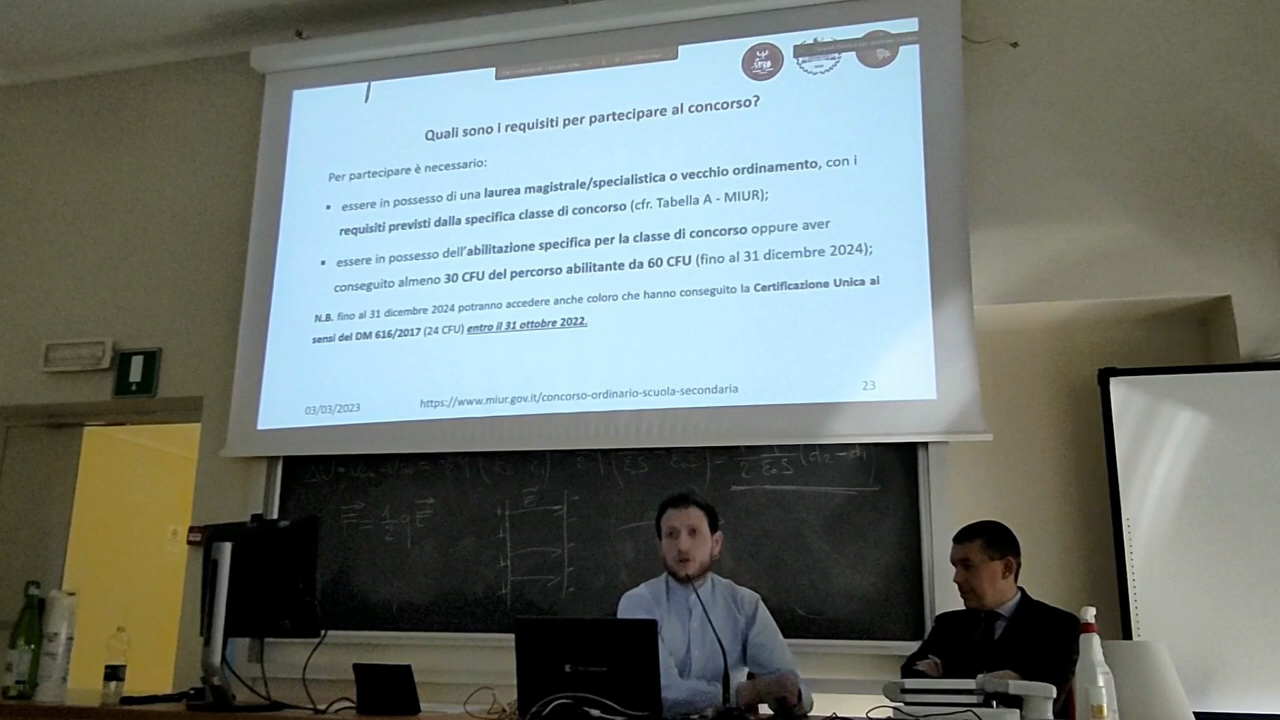 Quali sono i requisiti per partecipare al concorso?
Per partecipare è necessario:
▪ essere in possesso di una laurea magistrale/specialistica o vecchio ordinamento, con i
requisiti previsti dalla specifica classe di concorso (cfr. Tabella A - MIUR);
▪ essere in possesso dell'abilitazione specifica per la classe di concorso oppure aver
conseguito almeno 30 CFU del percorso abilitante da 60 CFU (fino al 31 dicembre 2024);
N.B. fino al 31 dicembre 2024 potranno accedere anche coloro che hanno conseguito la Certificazione Unica ai
sensi del DM 616/2017 (24 CFU) entro il 31 ottobre 2022.
03/03/2023
https://www.miur.gov.it/concorso-ordinario-scuola-secondaria
23